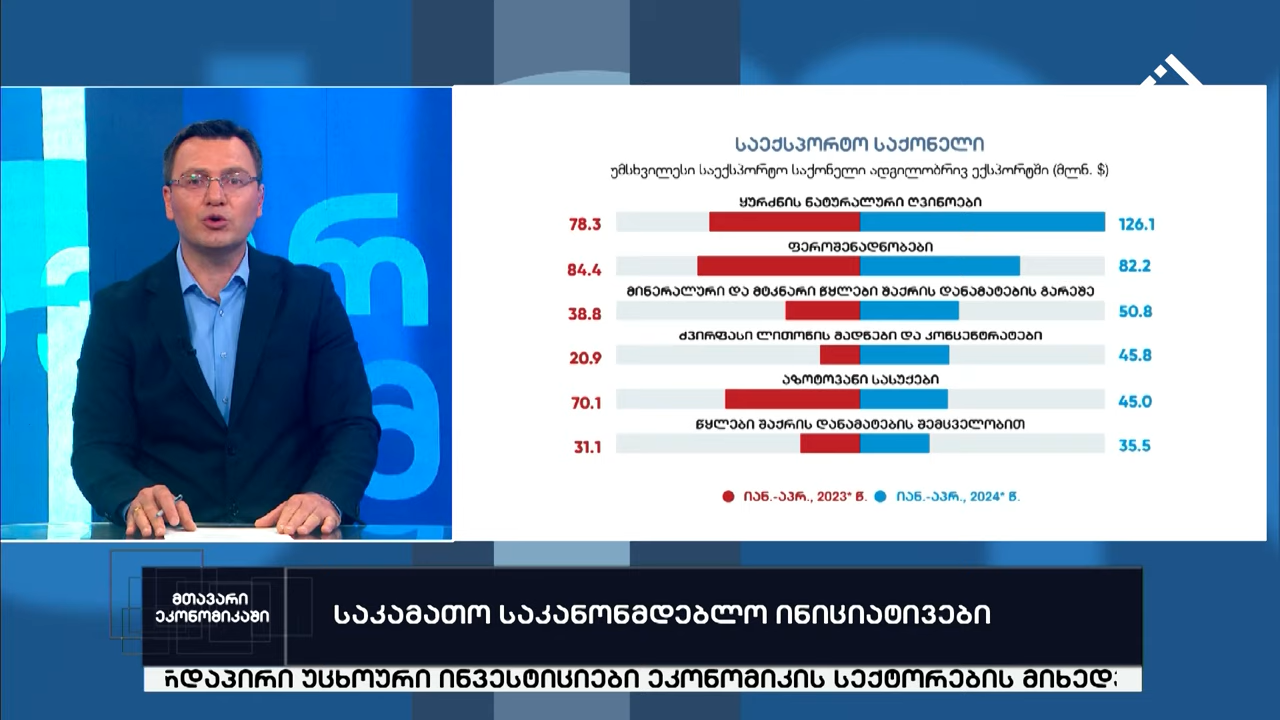 საექსპორტო საქონელი
უმსხვილესი საექსპორტო საქონელი ადგილობრივ ექსპორტში (მლნ. $)
ყურძნის ნატურალური ღვინოები
78.3 126.1
ფეროშენადნობები
84.4 82.2
მინერალური და მტკნარი წყლები შაქრის დანამატების გარეშე
38.8 50.8
ძვირფასი ლითონის მადნები და კონცენტრატები
20.9 45.8
აზოტოვანი სასუქები
70.1 45.0
წყლები შაქრის დანამატების შემცველობით
31.1 35.5
იან.-აპრ., 2023* წ. იან.-აპრ., 2024* წ.
მთავარი
ეკონომიკაში
საკამათო საკანონმდებლო ინიციატივები
რდაპირი უცხოური ინვესტიციები ეკონომიკის სექტორების მიხედ